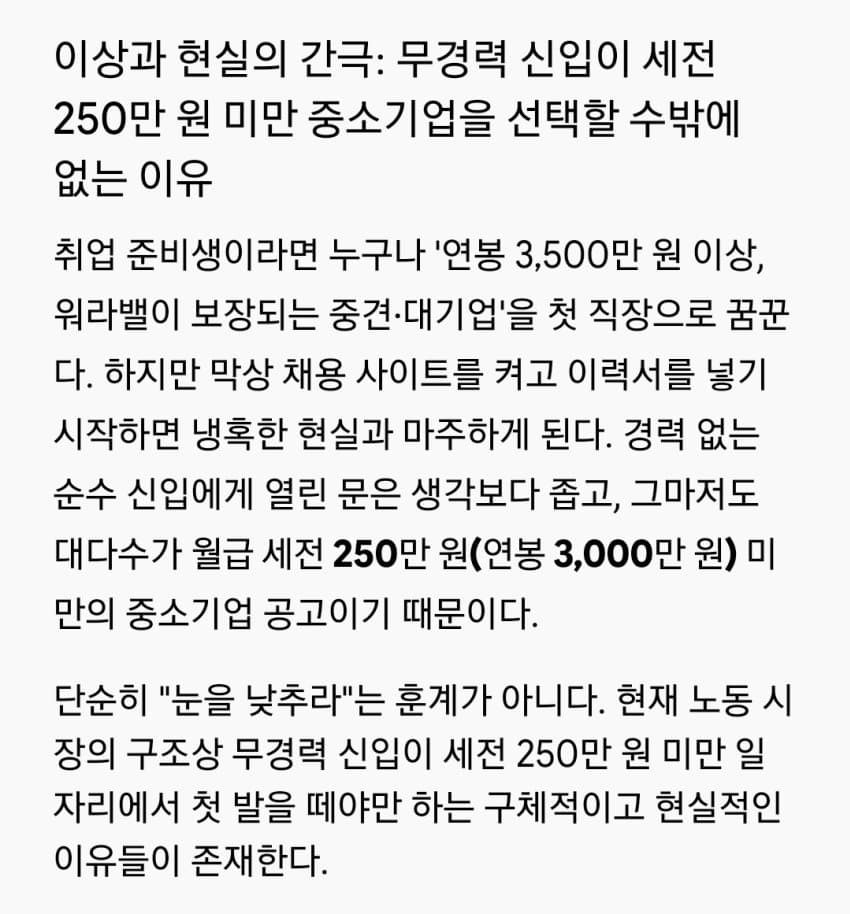 이상과 현실의 간극: 무경력 신입이 세전
250만 원 미만 중소기업을 선택할 수밖에
없는 이유
취업 준비생이라면 누구나 '연봉 3,500만 원 이상,
워라밸이 보장되는 중견·대기업'을 첫 직장으로 꿈꾼
다. 하지만 막상 채용 사이트를 켜고 이력서를 넣기
시작하면 냉혹한 현실과 마주하게 된다. 경력 없는
순수 신입에게 열린 문은 생각보다 좁고, 그마저도
대다수가 월급 세전 250만 원(연봉 3,000만 원) 미
만의 중소기업 공고이기 때문이다.
단순히 "눈을 낮추라"는 훈계가 아니다. 현재 노동 시
장의 구조상 무경력 신입이 세전 250만 원 미만 일
자리에서 첫 발을 떼야만 하는 구체적이고 현실적인
이유들이 존재한다.